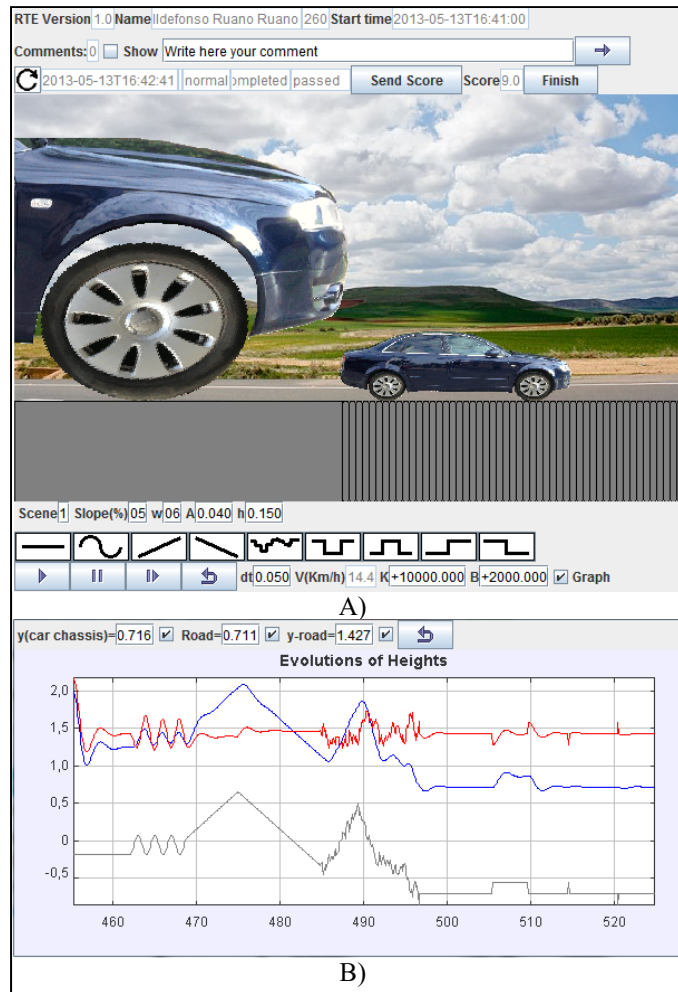 RTE Version 1.0 Name Ildefonso Ruano Ruano 260 Start time 2013-05-13T16:41:00
Comments: 0 Show Write here your comment
2013-05-13T16:42:41 normal ompleted passed Send Score Score 9.0 Finish
Scene 1 Slope(%) 05 w 06 A 0.040 h 0.150
dt 0.050 V(Km/h) 14.4 K +10000.000 B +2000.000 Graph
A)
y(car chassis)= 0.716 Road= 0.711 y-road= 1.427
Evolutions of Heights
2,0
1,5
1,0
0,5
0
-0,5
460 470 480 490 500 510 520
B)